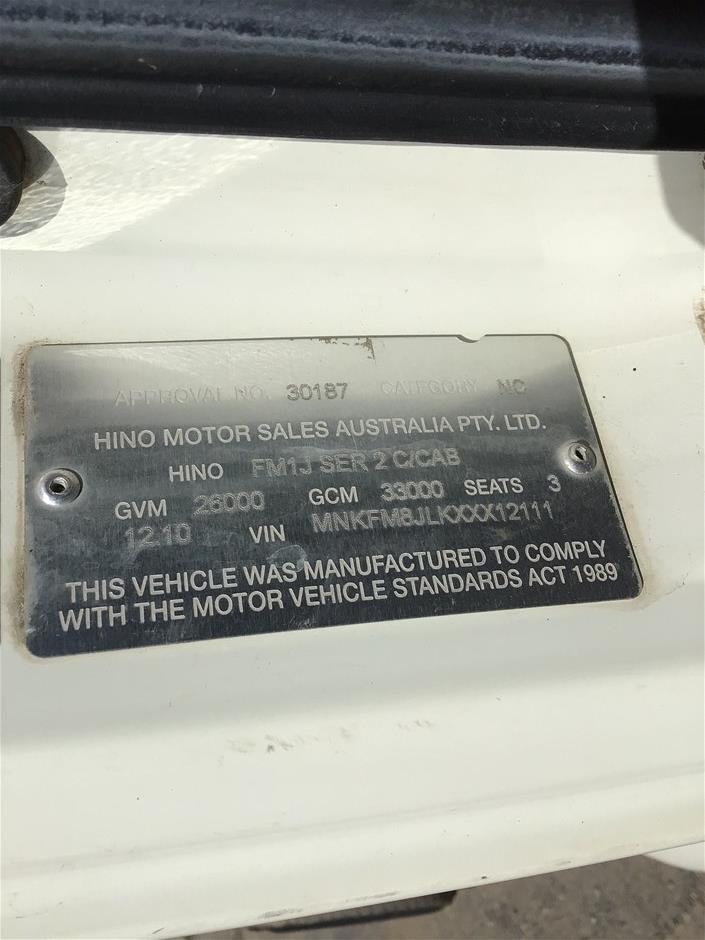 APPROVAL NO. 30187 CATEGORY NC
HINO MOTOR SALES AUSTRALIA PTY. LTD.
HINO FM1J SER 2 C/CAB
GVM 26000 GCM 33000 SEATS 3
12.10 VIN MNKFM8JLKXXX12111
THIS VEHICLE WAS MANUFACTURED TO COMPLY
WITH THE MOTOR VEHICLE STANDARDS ACT 1989